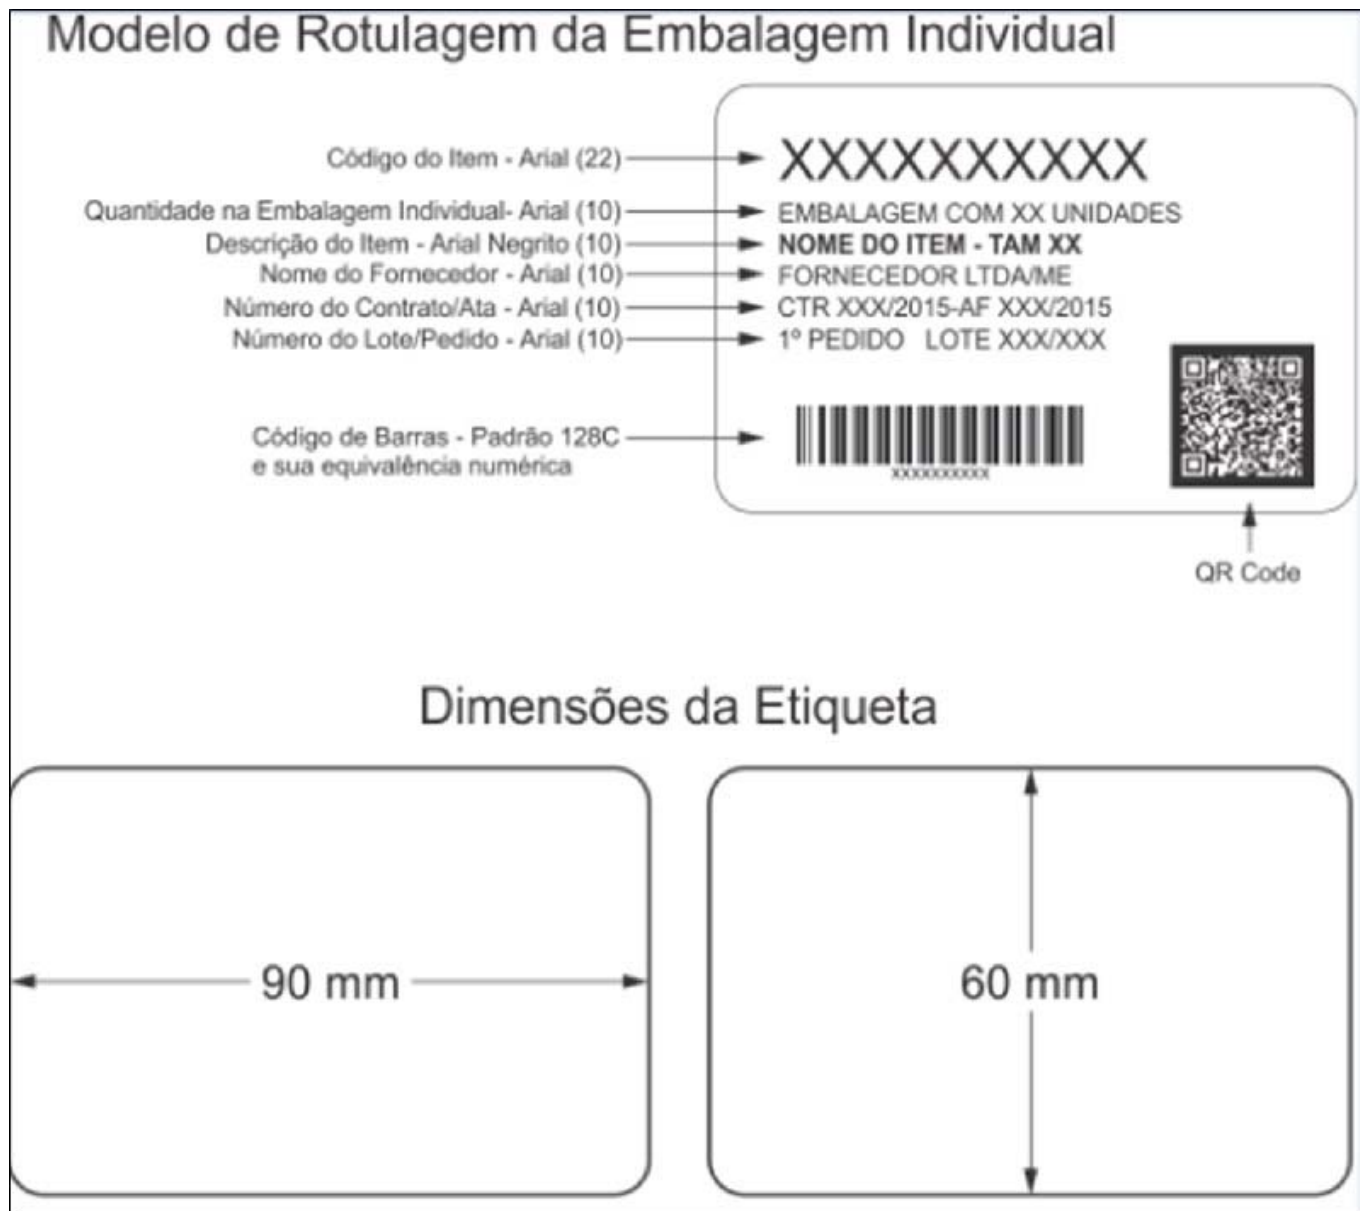 Modelo de Rotulagem da Embalagem Individual
Código do Item - Arial (22)
XXXXXXXXXX
Quantidade na Embalagem Individual- Arial (10)
EMBALAGEM COM XX UNIDADES
Descrição do Item - Arial Negrito (10)
NOME DO ITEM - TAM XX
Nome do Fornecedor - Arial (10)
FORNECEDOR LTDA/ME
Número do Contrato/Ata - Arial (10)
CTR XXX/2015-AF XXX/2015
Número do Lote/Pedido - Arial (10)
1º PEDIDO LOTE XXX/XXX
Código de Barras - Padrão 128C
e sua equivalência numérica
XXXXXXXXXX
QR Code
Dimensões da Etiqueta
90 mm
60 mm